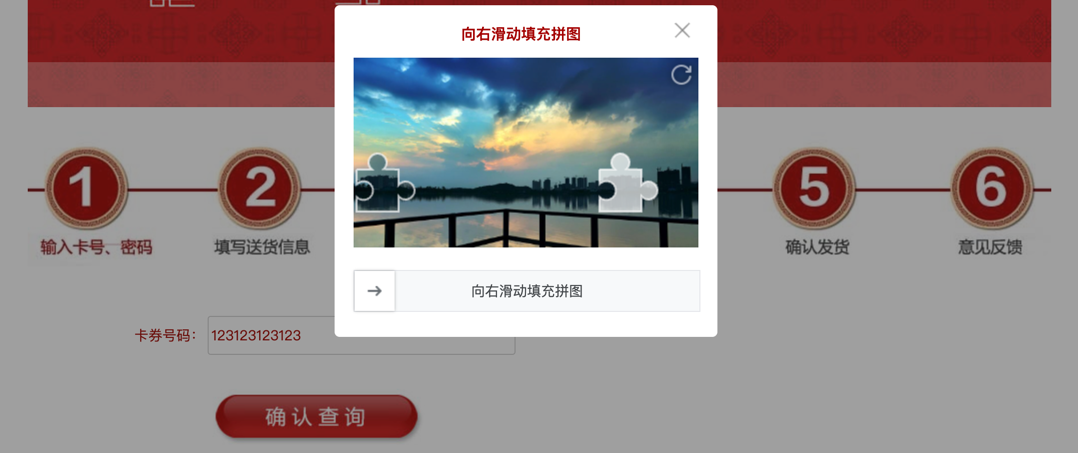 向右滑动填充拼图
1
2
5
6
输入卡号、密码
填写送货信息
确认发货
意见反馈
向右滑动填充拼图
卡券号码：
123123123123
确认查询